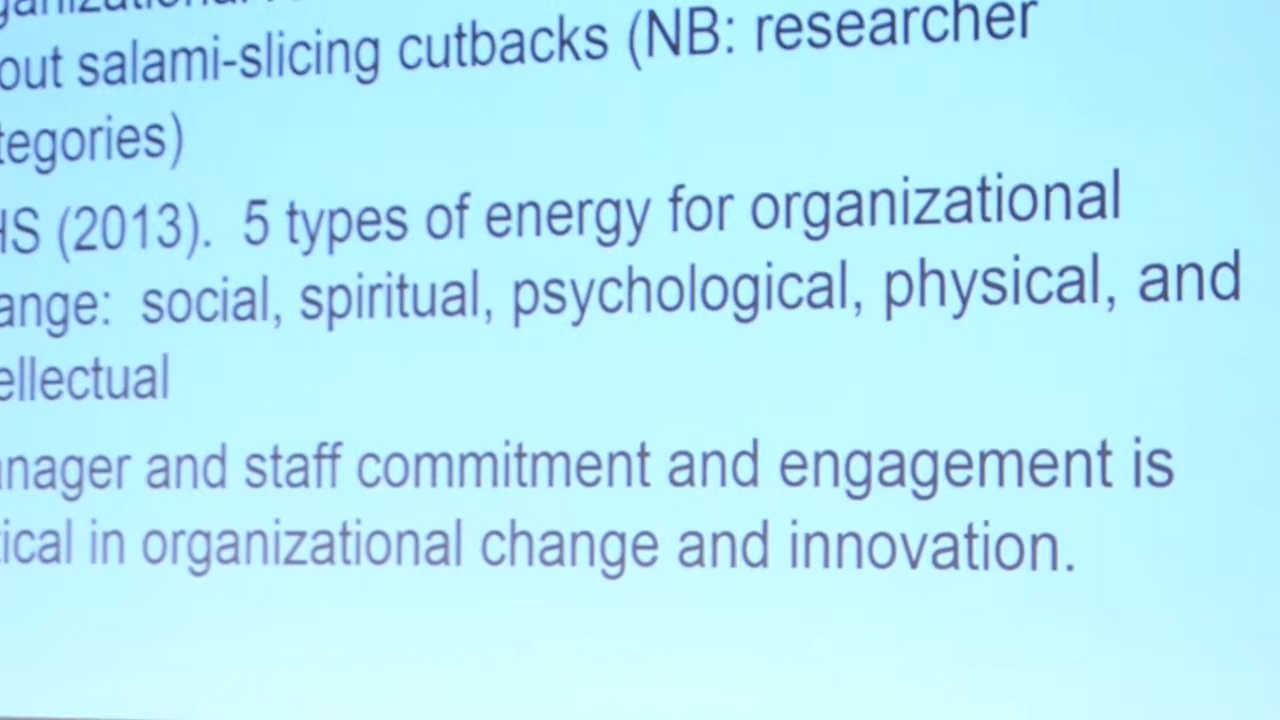 out salami-slicing cutbacks (NB: researcher
tegories)
HS (2013). 5 types of energy for organizational
ange: social, spiritual, psychological, physical, and
ellectual
nager and staff commitment and engagement is
ical in organizational change and innovation.